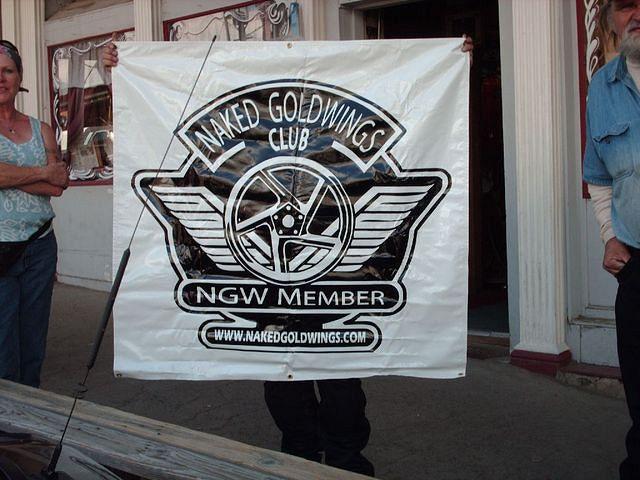 NAKED GOLDWINGS
CLUB
NGW MEMBER
WWW.NAKEDGOLDWINGS.COM